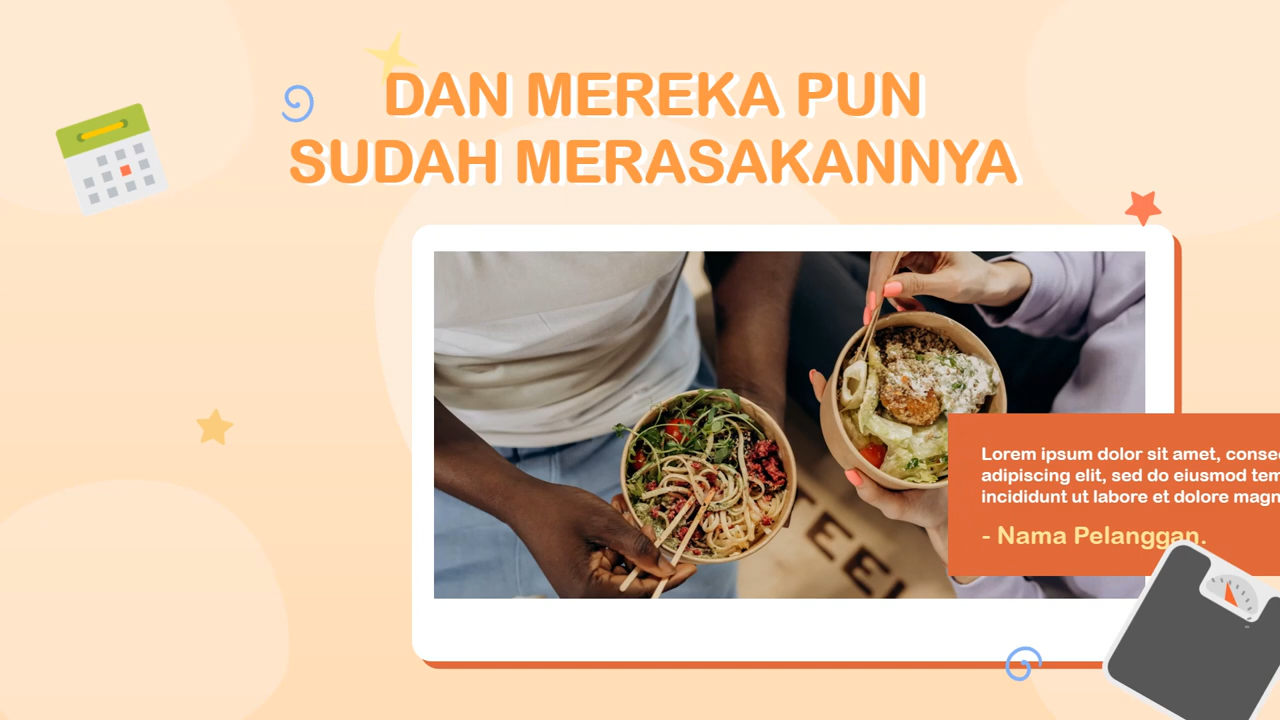 DAN MEREKA PUN
SUDAH MERASAKANNYA
Lorem ipsum dolor sit amet, conse
adipiscing elit, sed do eiusmod tem
incididunt ut labore et dolore magn
- Nama Pelanggan.